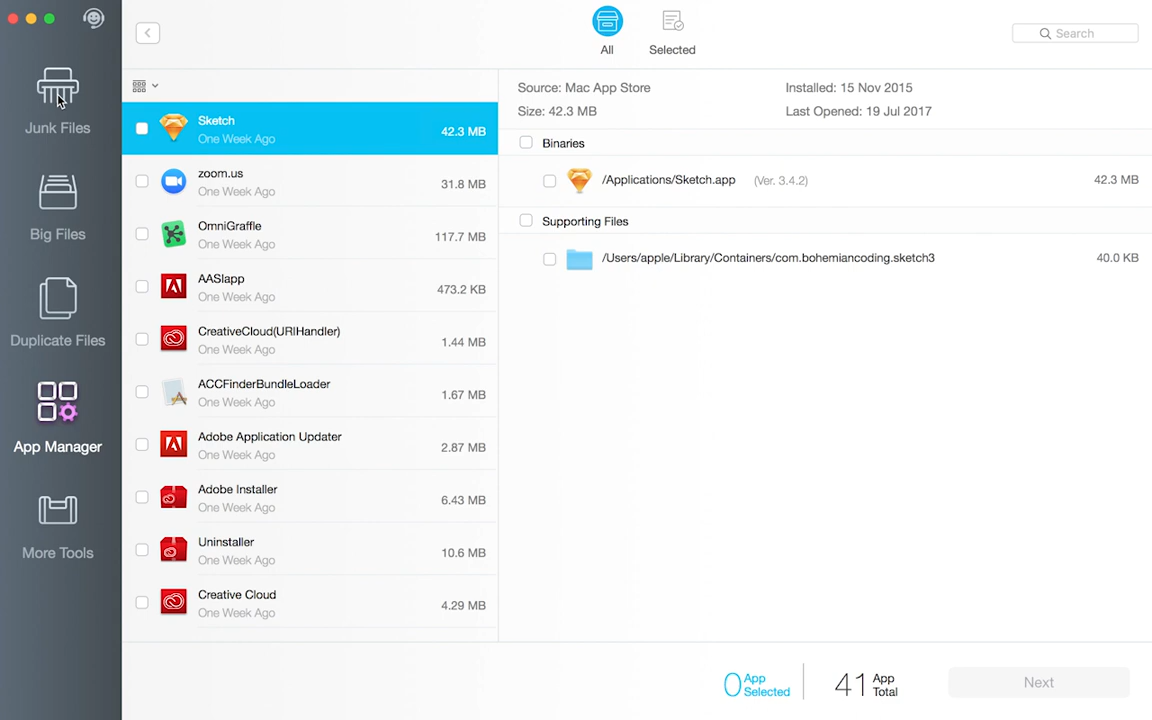 Junk Files
Big Files
Duplicate Files
App Manager
More Tools
All
Selected
Search
Sketch
One Week Ago
42.3 MB
zoom.us
One Week Ago
31.8 MB
OmniGraffle
One Week Ago
117.7 MB
AASIapp
One Week Ago
473.2 KB
CreativeCloud(URIHandler)
One Week Ago
1.44 MB
ACCFinderBundleLoader
One Week Ago
1.67 MB
Adobe Application Updater
One Week Ago
2.87 MB
Adobe Installer
One Week Ago
6.43 MB
Uninstaller
One Week Ago
10.6 MB
Creative Cloud
One Week Ago
4.29 MB
Source: Mac App Store
Installed: 15 Nov 2015
Size: 42.3 MB
Last Opened: 19 Jul 2017
Binaries
/Applications/Sketch.app (Ver. 3.4.2) 42.3 MB
Supporting Files
/Users/apple/Library/Containers/com.bohemiancoding.sketch3 40.0 KB
0 App Selected
41 App Total
Next